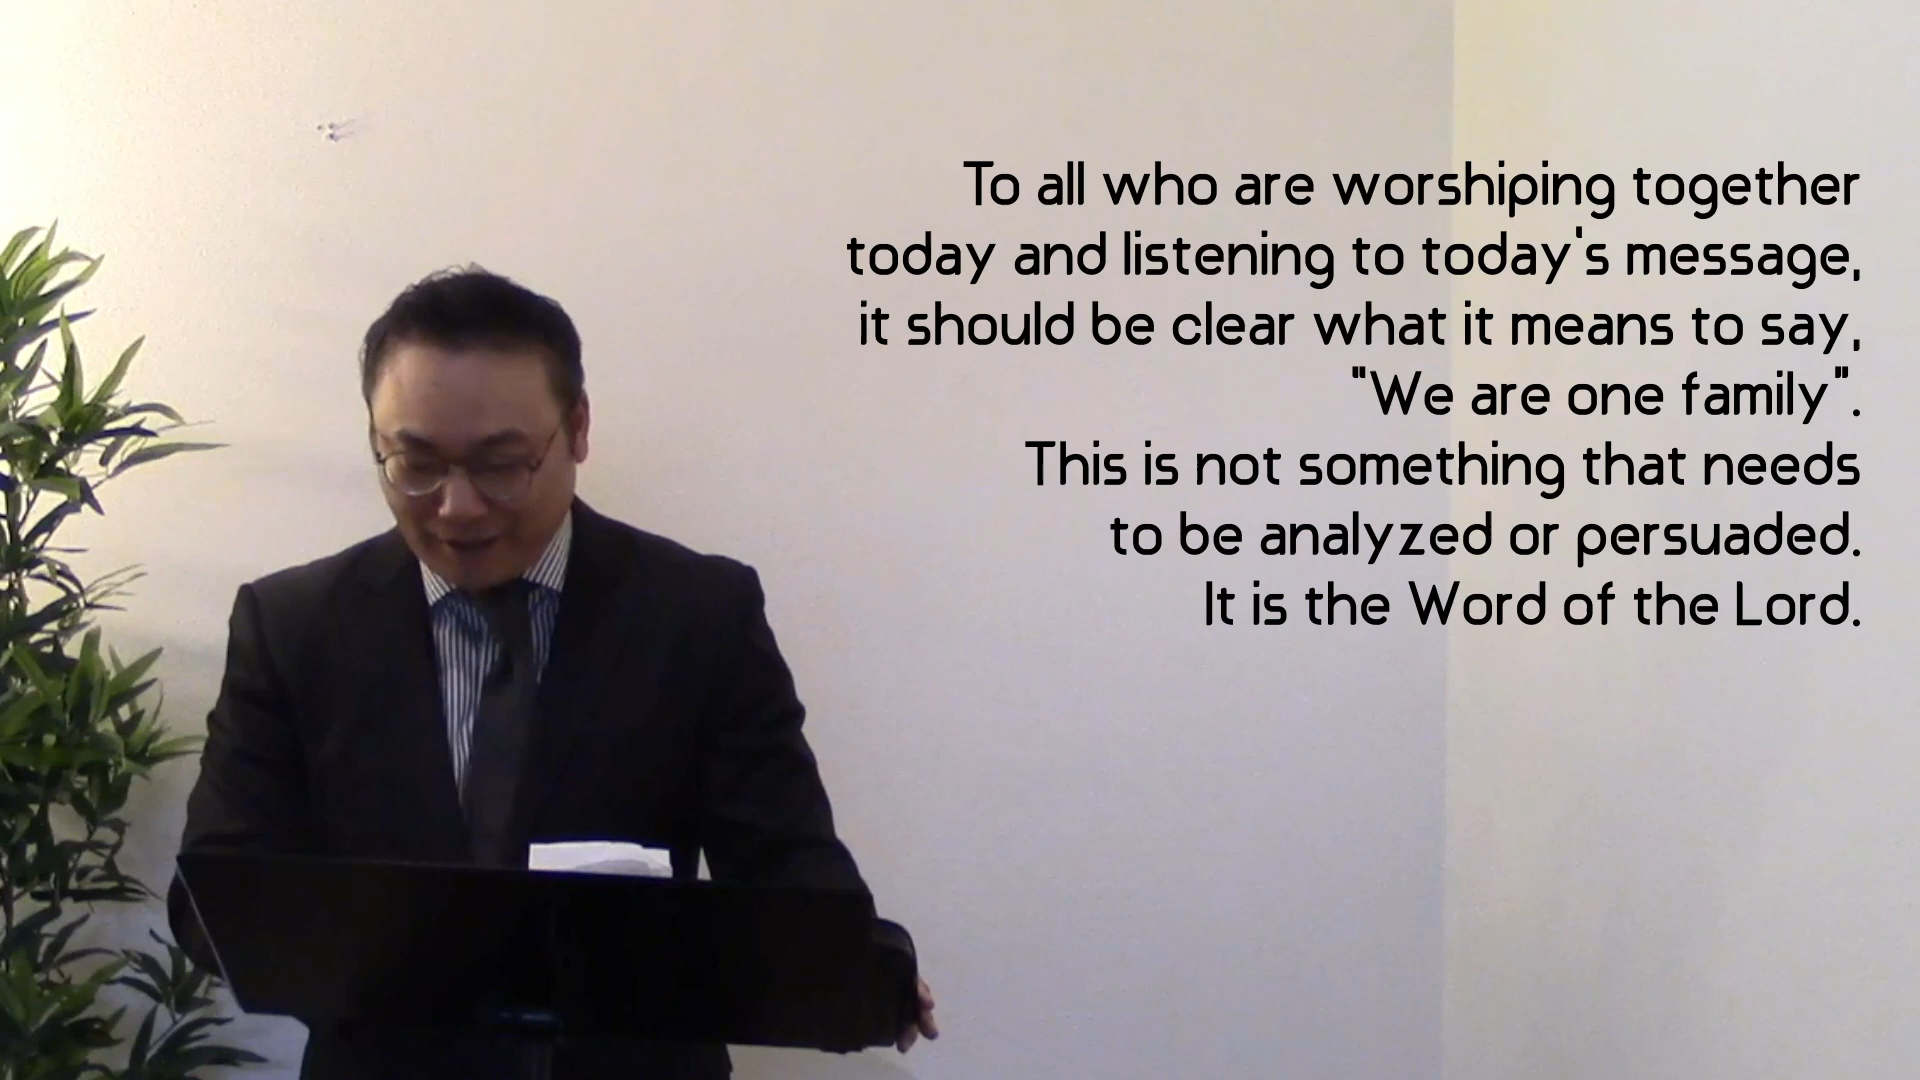 To all who are worshiping together
today and listening to today's message,
it should be clear what it means to say,
"We are one family".
This is not something that needs
to be analyzed or persuaded.
It is the Word of the Lord.